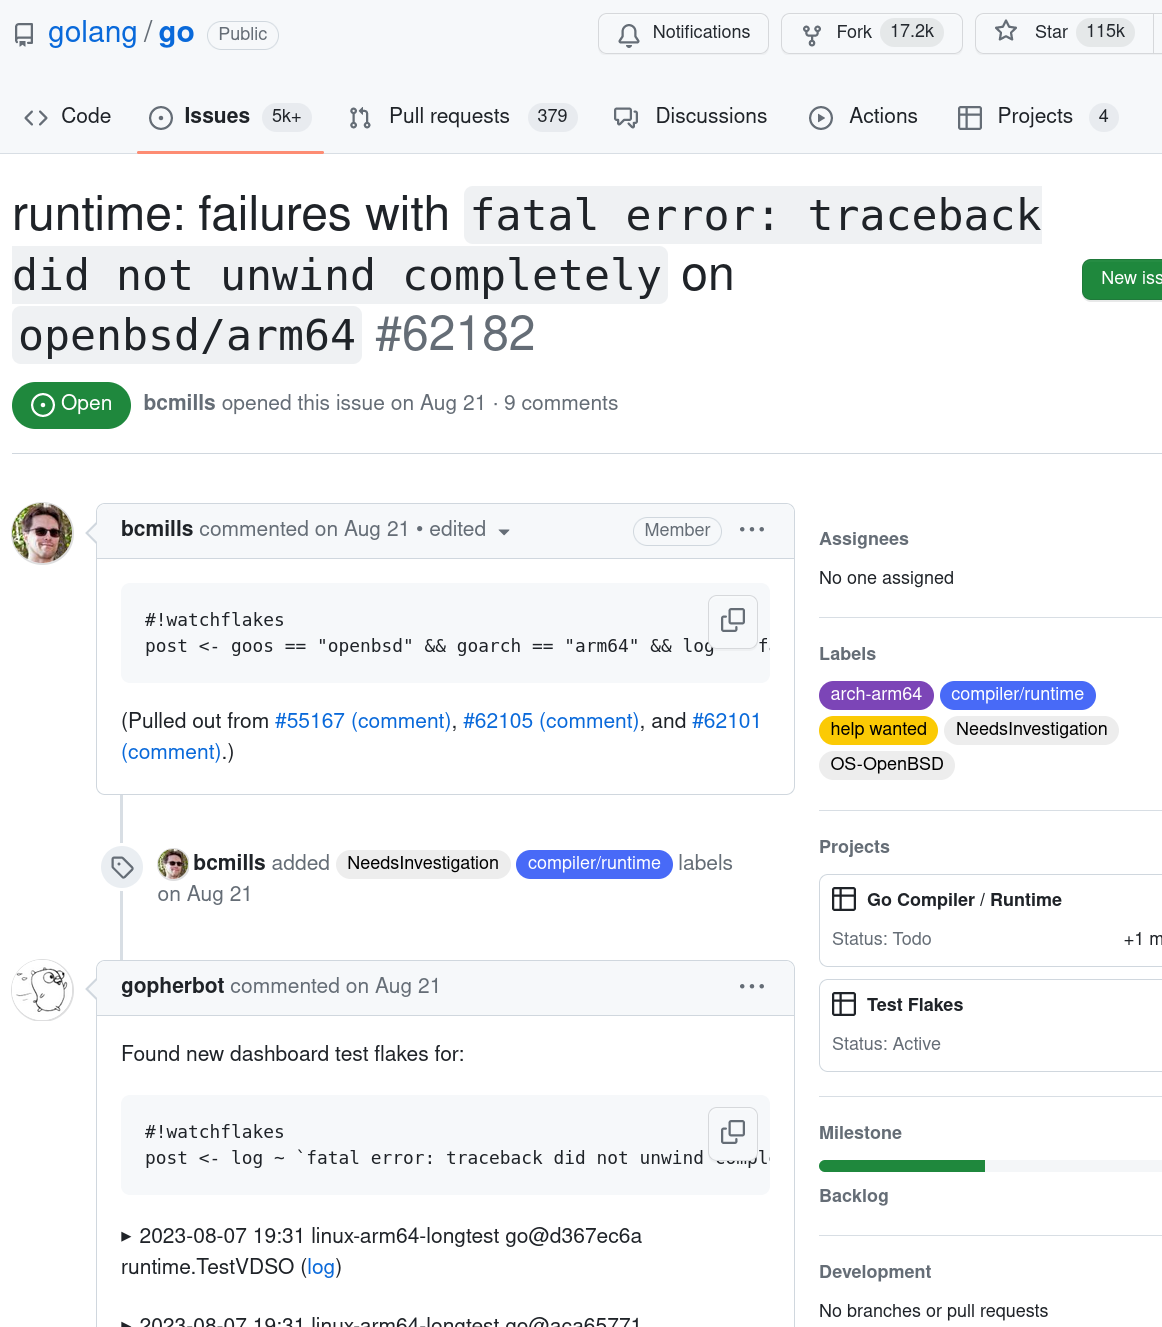 golang / go Public Notifications Fork 17.2k Star 115k
Code Issues 5k+ Pull requests 379 Discussions Actions Projects 4
runtime: failures with fatal error: traceback
did not unwind completely on
openbsd/arm64 #62182
New iss
Open bcmills opened this issue on Aug 21 · 9 comments
bcmills commented on Aug 21 • edited Member
#!watchflakes
post <- goos == "openbsd" && goarch == "arm64" && log f
(Pulled out from #55167 (comment), #62105 (comment), and #62101
(comment).)
bcmills added NeedsInvestigation compiler/runtime labels
on Aug 21
gopherbot commented on Aug 21
Found new dashboard test flakes for:
#!watchflakes
post <- log ~ `fatal error: traceback did not unwind compl
▸ 2023-08-07 19:31 linux-arm64-longtest go@d367ec6a
runtime.TestVDSO (log)
▸ 2023-08-07 19:31 linux-arm64-longtest go@aca65771
Assignees
No one assigned
Labels
arch-arm64 compiler/runtime
help wanted NeedsInvestigation
OS-OpenBSD
Projects
Go Compiler / Runtime
Status: Todo +1 m
Test Flakes
Status: Active
Milestone
Backlog
Development
No branches or pull requests